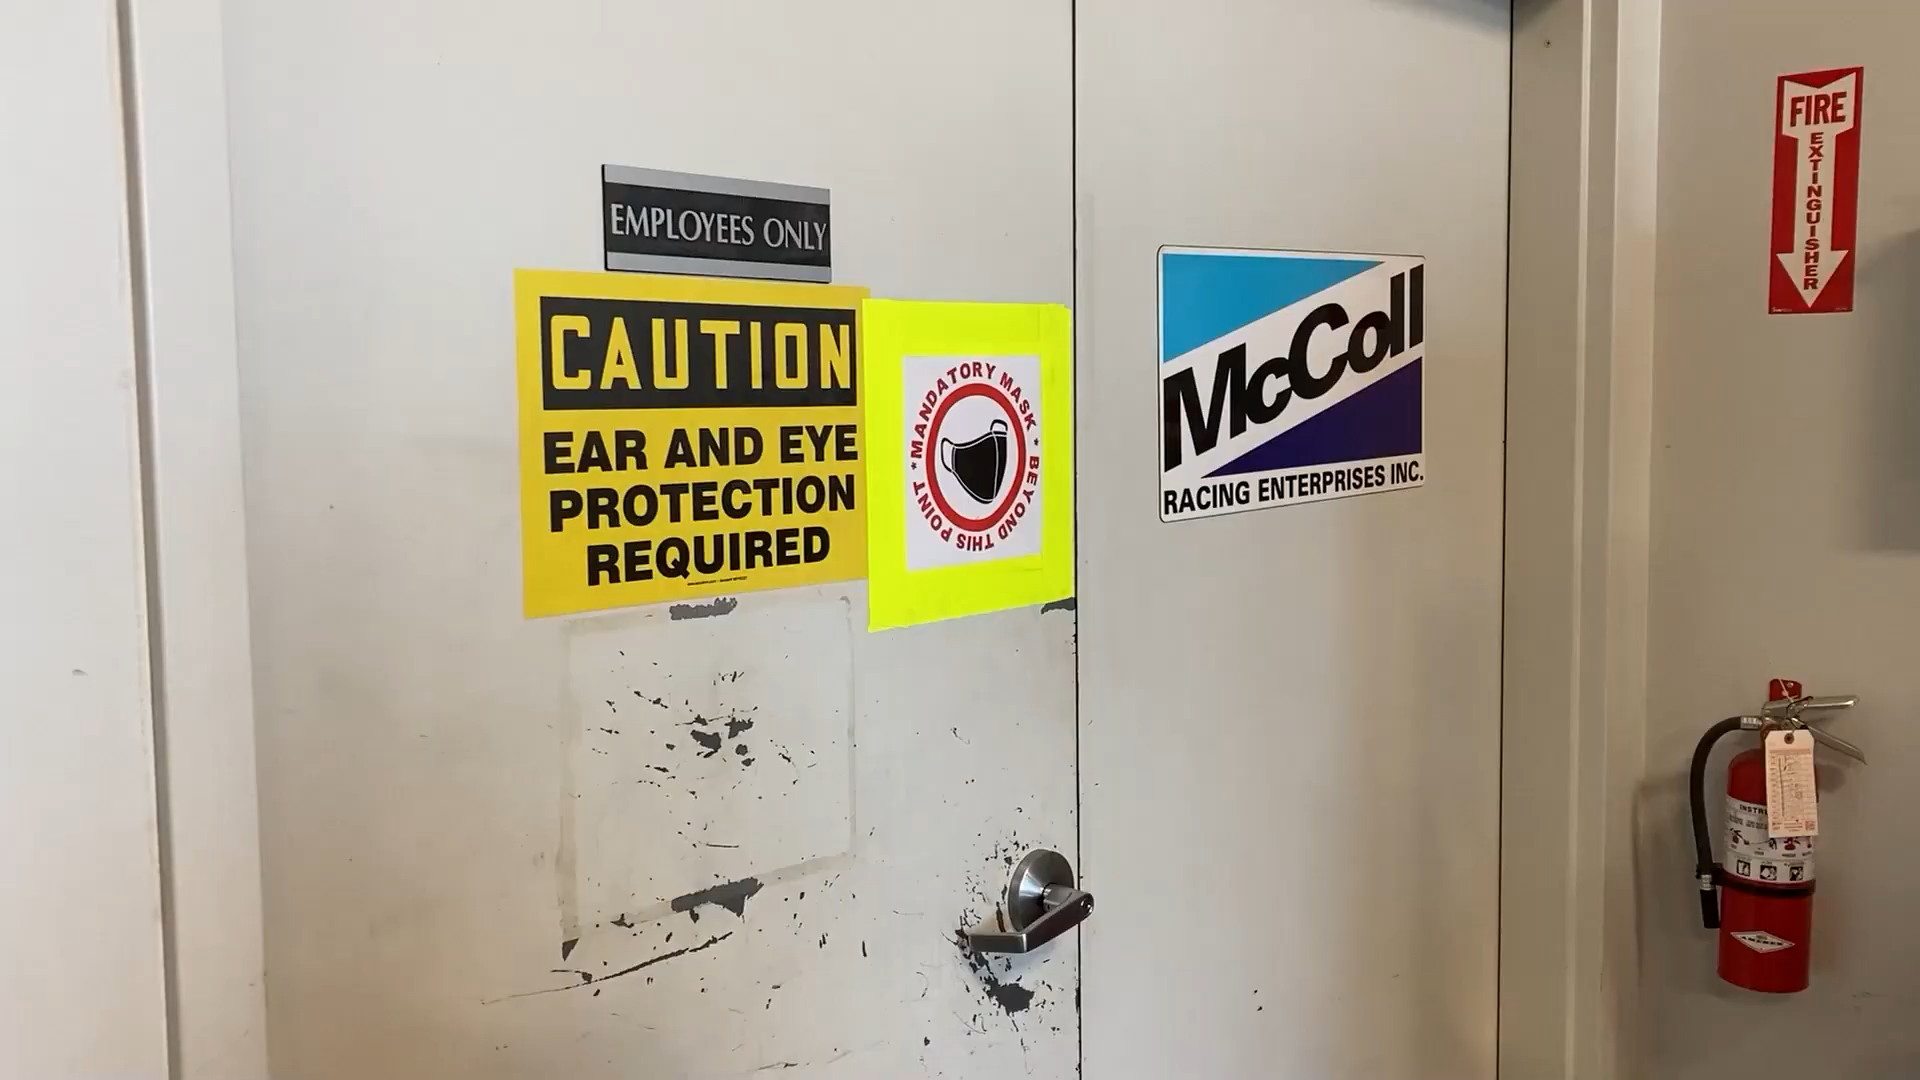 EMPLOYEES ONLY
CAUTION
EAR AND EYE
PROTECTION
REQUIRED
*MANDATORY MASK * BEYOND THIS POINT
McColl
RACING ENTERPRISES INC.
FIRE
EXTINGUISHER